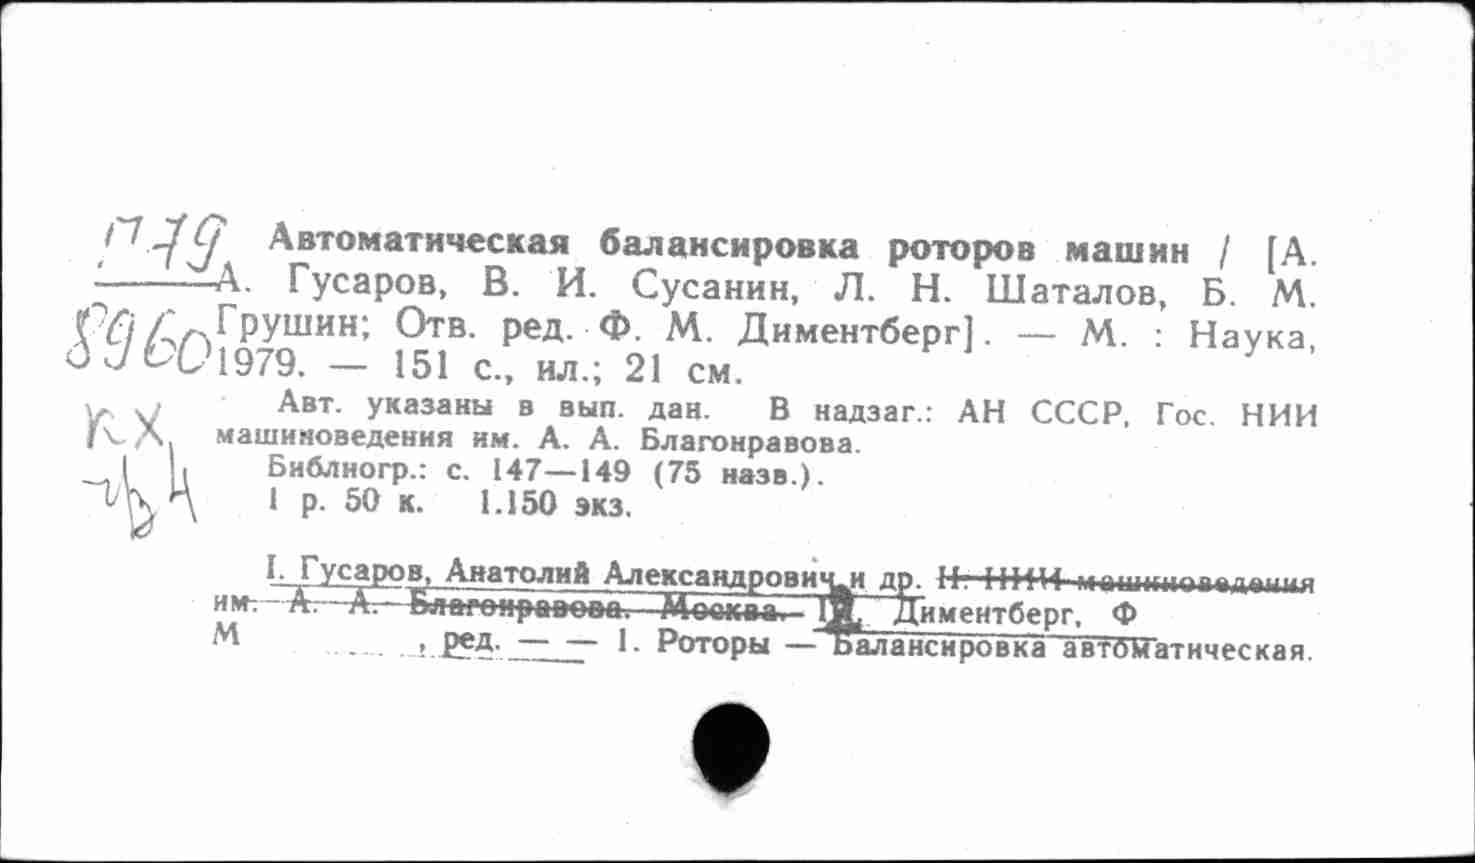 П79
8960
КХ
Автоматическая балансировка роторов машин / [А.
А. Гусаров, В. И. Сусанин, Л. Н. Шаталов, Б. М.
Грушин; Отв. ред. Ф. М. Диментберг]. — М. : Наука,
1979. — 151 с., ил.; 21 см.
Авт. указаны в вып. дан. В надзаг.: АН СССР, Гос. НИИ
машиноведения им. А. А. Благонравова.
Библиогр.: с. 147—149 (75 назв.).
1 р. 50 к. 1.150 экз.
I. Гусаров, Анатолий Александрович и др. II. НИИ машиноведения
им. А. А. Благонравова. Москва. Диментберг, Ф
М , ред. — — 1. Роторы — Балансировка автоматическая.